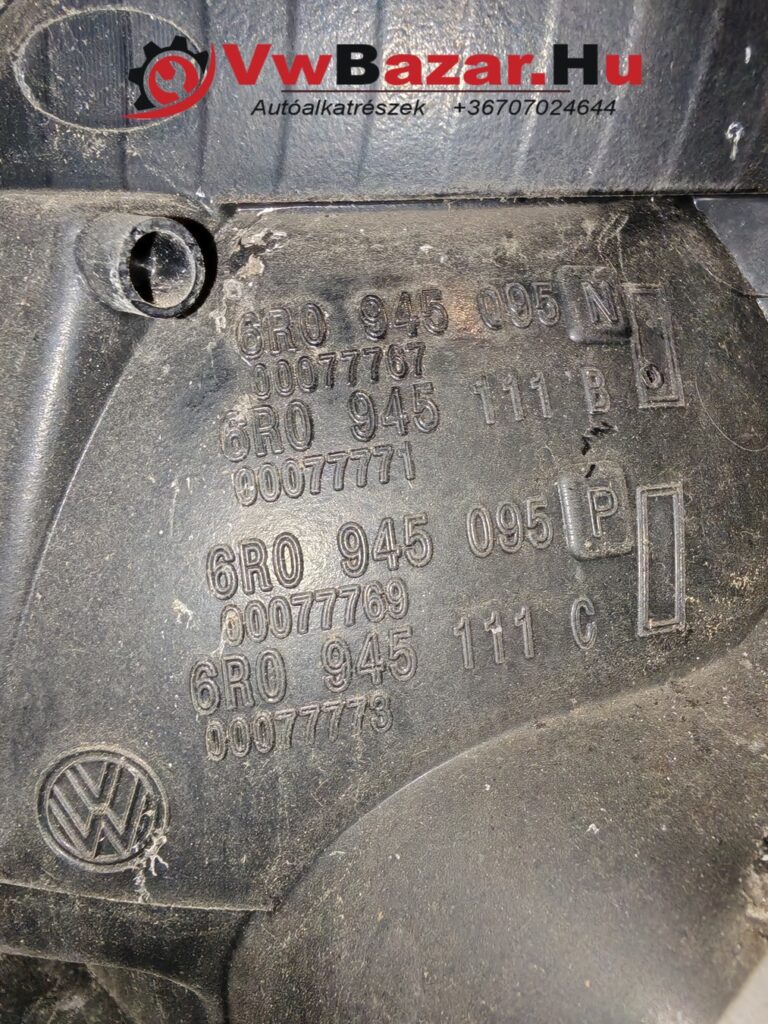 VwBazar.Hu
Autóalkatrészek +36707024644
6R0 945 095 N
00077767
6R0 945 111 B
00077771
6R0 945 095 P
00077769
6R0 945 111 C
00077773
VW